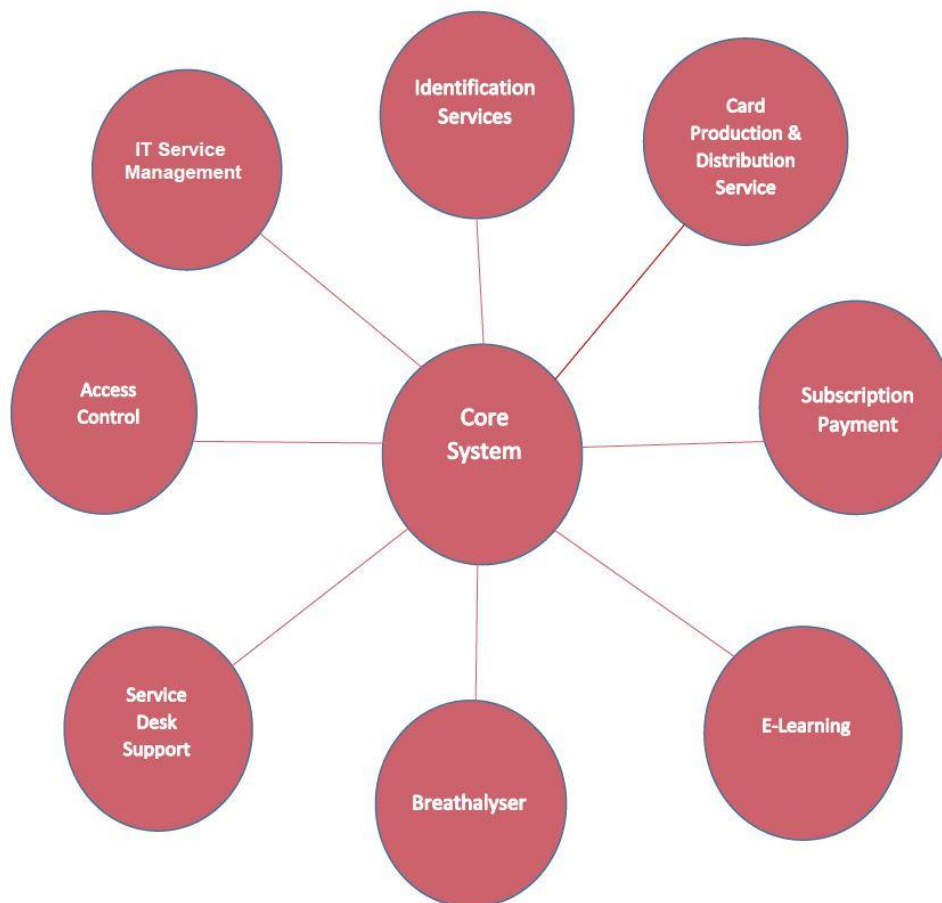 Identification
Services
Card
Production &
Distribution
Service
IT Service
Management
Access
Control
Core
System
Subscription
Payment
Service
Desk
Support
Breathalyser
E-Learning